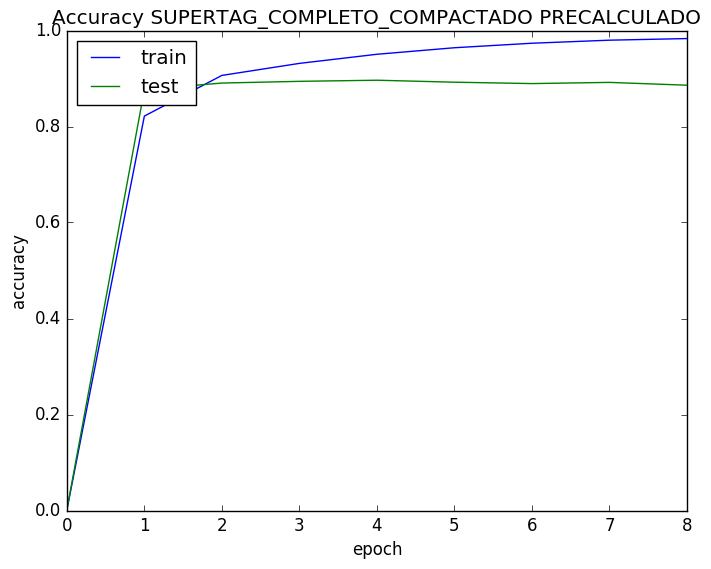 Accuracy SUPERTAG_COMPLETO_COMPACTADO PRECALCULADO
train
test
1.0
0.8
0.6
0.4
0.2
0.0
accuracy
0 1 2 3 4 5 6 7 8
epoch